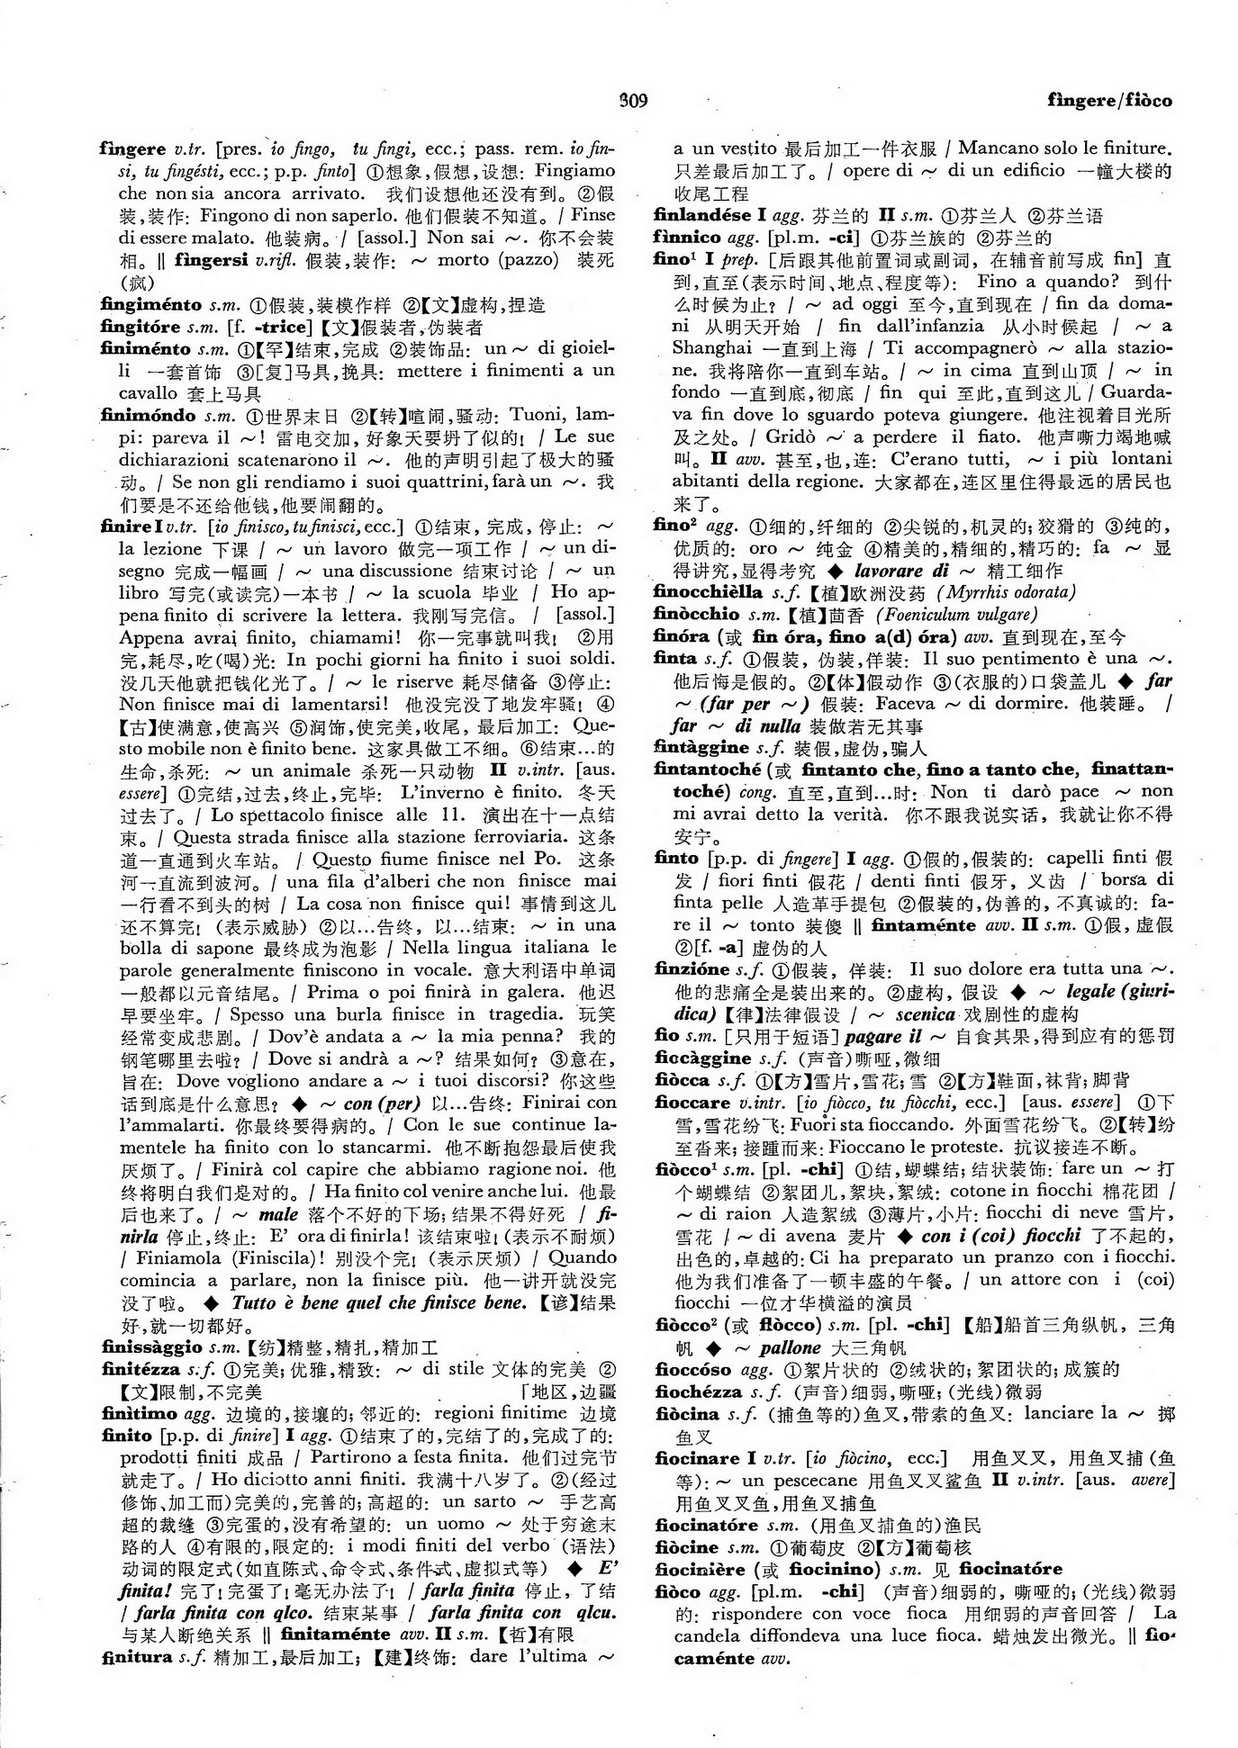 309
fìngere/fiòco
fìngere v.tr. [pres. io fingo, tu fingi, ecc.; pass. rem. io fin-
si, tu fingésti, ecc.; p.p. finto] ①想象,假想,设想: Fingiamo
che non sia ancora arrivato. 我们设想他还没有到。②假
装,装作: Fingono di non saperlo. 他们假装不知道。/ Finse
di essere malato. 他装病。/ [assol.] Non sai ～. 你不会装
相。‖ fìngersi v.rifl. 假装,装作: ～ morto (pazzo) 装死
(疯)
fingiménto s.m. ①假装,装模作样 ②【文】虚构,捏造
fingitóre s.m. [f. -trice]【文】假装者,伪装者
finiménto s.m. ①【罕】结束,完成 ②装饰品: un ～ di gioiel-
li 一套首饰 ③[复]马具,挽具: mettere i finimenti a un
cavallo 套上马具
finimóndo s.m. ①世界末日 ②【转】喧闹,骚动: Tuoni, lam-
pi: pareva il ～! 雷电交加, 好象天要坍了似的! / Le sue
dichiarazioni scatenarono il ～. 他的声明引起了极大的骚
动。/ Se non gli rendiamo i suoi quattrini, farà un ～. 我
们要是不还给他钱,他要闹翻的。
finire I v.tr. [io finisco, tu finisci, ecc.] ①结束, 完成, 停止: ～
la lezione 下课 / ～ un lavoro 做完一项工作 / ～ un di-
segno 完成一幅画 / ～ una discussione 结束讨论 / ～ un
libro 写完(或读完)一本书 / ～ la scuola 毕业 / Ho ap-
pena finito di scrivere la lettera. 我刚写完信。/ [assol.]
Appena avrai finito, chiamami! 你一完事就叫我! ②用
完,耗尽,吃(喝)光: In pochi giorni ha finito i suoi soldi.
没几天他就把钱化光了。/ ～ le riserve 耗尽储备 ③停止:
Non finisce mai di lamentarsi! 他没完没了地发牢骚! ④
【古】使满意,使高兴 ⑤润饰,使完美,收尾, 最后加工: Que-
sto mobile non è finito bene. 这家具做工不细。⑥结束…的
生命,杀死: ～ un animale 杀死一只动物 II v.intr. [aus.
essere] ①完结,过去,终止,完毕: L'inverno è finito. 冬天
过去了。/ Lo spettacolo finisce alle 11. 演出在十一点结
束。/ Questa strada finisce alla stazione ferroviaria. 这条
道一直通到火车站。 / Questo fiume finisce nel Po. 这条
河一直流到波河。/ una fila d'alberi che non finisce mai
一行看不到头的树 / La cosa non finisce qui! 事情到这儿
还不算完! (表示威胁) ②以…告终, 以…结束: ～ in una
bolla di sapone 最终成为泡影 / Nella lingua italiana le
parole generalmente finiscono in vocale. 意大利语中单词
一般都以元音结尾。/ Prima o poi finirà in galera. 他迟
早要坐牢。/ Spesso una burla finisce in tragedia. 玩笑
经常变成悲剧。/ Dov'è andata a ～ la mia penna? 我的
钢笔哪里去啦? / Dove si andrà a ～? 结果如何? ③意在,
旨在: Dove vogliono andare a ～ i tuoi discorsi? 你这些
话到底是什么意思? ◆ ～ con (per) 以…告终: Finirai con
l'ammalarti. 你最终要得病的。/ Con le sue continue la-
mentele ha finito con lo stancarmi. 他不断抱怨最后使我
厌烦了。/ Finirà col capire che abbiamo ragione noi. 他
终将明白我们是对的。/ Ha finito col venire anche lui. 他最
后也来了。/ ～ male 落个不好的下场; 结果不得好死 / fi-
nirla 停止,终止: E' ora di finirla! 该结束啦! (表示不耐烦)
/ Finiamola (Finiscila)! 别没个完! (表示厌烦) / Quando
comincia a parlare, non la finisce più. 他一讲开就没完
没了啦。 ◆ Tutto è bene quel che finisce bene.【谚】结果
好,就一切都好。
finissàggio s.m.【纺】精整,精扎,精加工
finitézza s.f. ①完美; 优雅,精致: ～ di stile 文体的完美 ②
【文】限制,不完美 「地区,边疆
finìtimo agg. 边境的,接壤的; 邻近的: regioni finitime 边境
finito [p.p. di finire] I agg. ①结束了的,完结了的,完成了的:
prodotti finiti 成品 / Partirono a festa finita. 他们过完节
就走了。/ Ho diciotto anni finiti. 我满十八岁了。②(经过
修饰、加工而)完美的,完善的; 高超的: un sarto ～ 手艺高
超的裁缝 ③完蛋的,没有希望的: un uomo ～ 处于穷途末
路的人 ④有限的,限定的: i modi finiti del verbo (语法)
动词的限定式(如直陈式、命令式、条件式、虚拟式等) ◆ E'
finita! 完了! 完蛋了! 毫无办法了! / farla finita 停止, 了结
/ farla finita con qlco. 结束某事 / farla finita con qlcu.
与某人断绝关系 ‖ finitaménte avv. II s.m.【哲】有限
finitura s.f. 精加工,最后加工;【建】终饰: dare l'ultima ～
a un vestito 最后加工一件衣服 / Mancano solo le finiture.
只差最后加工了。/ opere di ～ di un edificio 一幢大楼的
收尾工程
finlandése I agg. 芬兰的 II s.m. ①芬兰人 ②芬兰语
fìnnico agg. [pl.m. -ci] ①芬兰族的 ②芬兰的
fino¹ I prep. [后跟其他前置词或副词, 在辅音前写成 fin] 直
到,直至(表示时间、地点、程度等): Fino a quando? 到什
么时候为止? / ～ ad oggi 至今,直到现在 / fin da doma-
ni 从明天开始 / fin dall'infanzia 从小时候起 / ～ a
Shanghai 一直到上海 / Ti accompagnerò ～ alla stazio-
ne. 我将陪你一直到车站。/ ～ in cima 直到山顶 / ～ in
fondo 一直到底,彻底 / fin qui 至此,直到这儿 / Guarda-
va fin dove lo sguardo poteva giungere. 他注视着目光所
及之处。/ Gridò ～ a perdere il fiato. 他声嘶力竭地喊
叫。II avv. 甚至,也,连: C'erano tutti, ～ i più lontani
abitanti della regione. 大家都在,连区里住得最远的居民也
来了。
fino² agg. ①细的,纤细的 ②尖锐的,机灵的; 狡猾的 ③纯的,
优质的: oro ～ 纯金 ④精美的,精细的,精巧的: fa ～ 显
得讲究,显得考究 ◆ lavorare di ～ 精工细作
finocchièlla s.f.【植】欧洲没药 (Myrrhis odorata)
finòcchio s.m.【植】茴香 (Foeniculum vulgare)
finóra (或 fin óra, fino a(d) óra) avv. 直到现在,至今
finta s.f. ①假装, 伪装,佯装: Il suo pentimento è una ～.
他后悔是假的。②【体】假动作 ③(衣服的)口袋盖儿 ◆ far
～ (far per ～) 假装: Faceva ～ di dormire. 他装睡。 /
far ～ di nulla 装做若无其事
fintàggine s.f. 装假,虚伪,骗人
fintantoché (或 fintanto che, fino a tanto che, finattan-
toché) cong. 直至,直到…时: Non ti darò pace ～ non
mi avrai detto la verità. 你不跟我说实话, 我就让你不得
安宁。
finto [p.p. di fingere] I agg. ①假的,假装的: capelli finti 假
发 / fiori finti 假花 / denti finti 假牙, 义齿 / borsa di
finta pelle 人造革手提包 ②假装的,伪善的, 不真诚的: fa-
re il ～ tonto 装傻 ‖ fintaménte avv. II s.m. ①假, 虚假
②[f. -a] 虚伪的人
finzióne s.f. ①假装, 佯装: Il suo dolore era tutta una ～.
他的悲痛全是装出来的。②虚构, 假设 ◆ ～ legale (giuri-
dica)【律】法律假设 / ～ scenica 戏剧性的虚构
fio s.m. [只用于短语] pagare il ～ 自食其果,得到应有的惩罚
fiocàggine s.f. (声音)嘶哑,微细
fiòcca s.f. ①【方】雪片,雪花; 雪 ②【方】鞋面,袜背; 脚背
fioccare v.intr. [io fiòcco, tu fiòcchi, ecc.] [aus. essere] ①下
雪,雪花纷飞: Fuori sta fioccando. 外面雪花纷飞。②【转】纷
至沓来; 接踵而来: Fioccano le proteste. 抗议接连不断。
fiòcco¹ s.m. [pl. -chi] ①结,蝴蝶结; 结状装饰: fare un ～ 打
个蝴蝶结 ②絮团儿,絮块,絮绒: cotone in fiocchi 棉花团 /
～ di raion 人造絮绒 ③薄片,小片: fiocchi di neve 雪片,
雪花 / ～ di avena 麦片 ◆ con i (coi) fiocchi 了不起的,
出色的,卓越的: Ci ha preparato un pranzo con i fiocchi.
他为我们准备了一顿丰盛的午餐。/ un attore con i (coi)
fiocchi 一位才华横溢的演员
fiòcco² (或 flòcco) s.m. [pl. -chi]【船】船首三角纵帆, 三角
帆 ◆ ～ pallone 大三角帆
fioccóso agg. ①絮片状的 ②绒状的; 絮团状的; 成簇的
fiochézza s.f. (声音)细弱,嘶哑; (光线)微弱
fiòcina s.f. (捕鱼等的)鱼叉,带索的鱼叉: lanciare la ～ 掷
鱼叉
fiocinare I v.tr. [io fiòcino, ecc.] 用鱼叉叉, 用鱼叉捕 (鱼
等): ～ un pescecane 用鱼叉叉鲨鱼 II v.intr. [aus. avere]
用鱼叉叉鱼,用鱼叉捕鱼
fiocinatóre s.m. (用鱼叉捕鱼的)渔民
fiòcine s.m. ①葡萄皮 ②【方】葡萄核
fiocinière (或 fiocinino) s.m. 见 fiocinatóre
fiòco agg. [pl.m. -chi] (声音)细弱的, 嘶哑的; (光线)微弱
的: rispondere con voce fioca 用细弱的声音回答 / La
candela diffondeva una luce fioca. 蜡烛发出微光。‖ fio-
caménte avv.